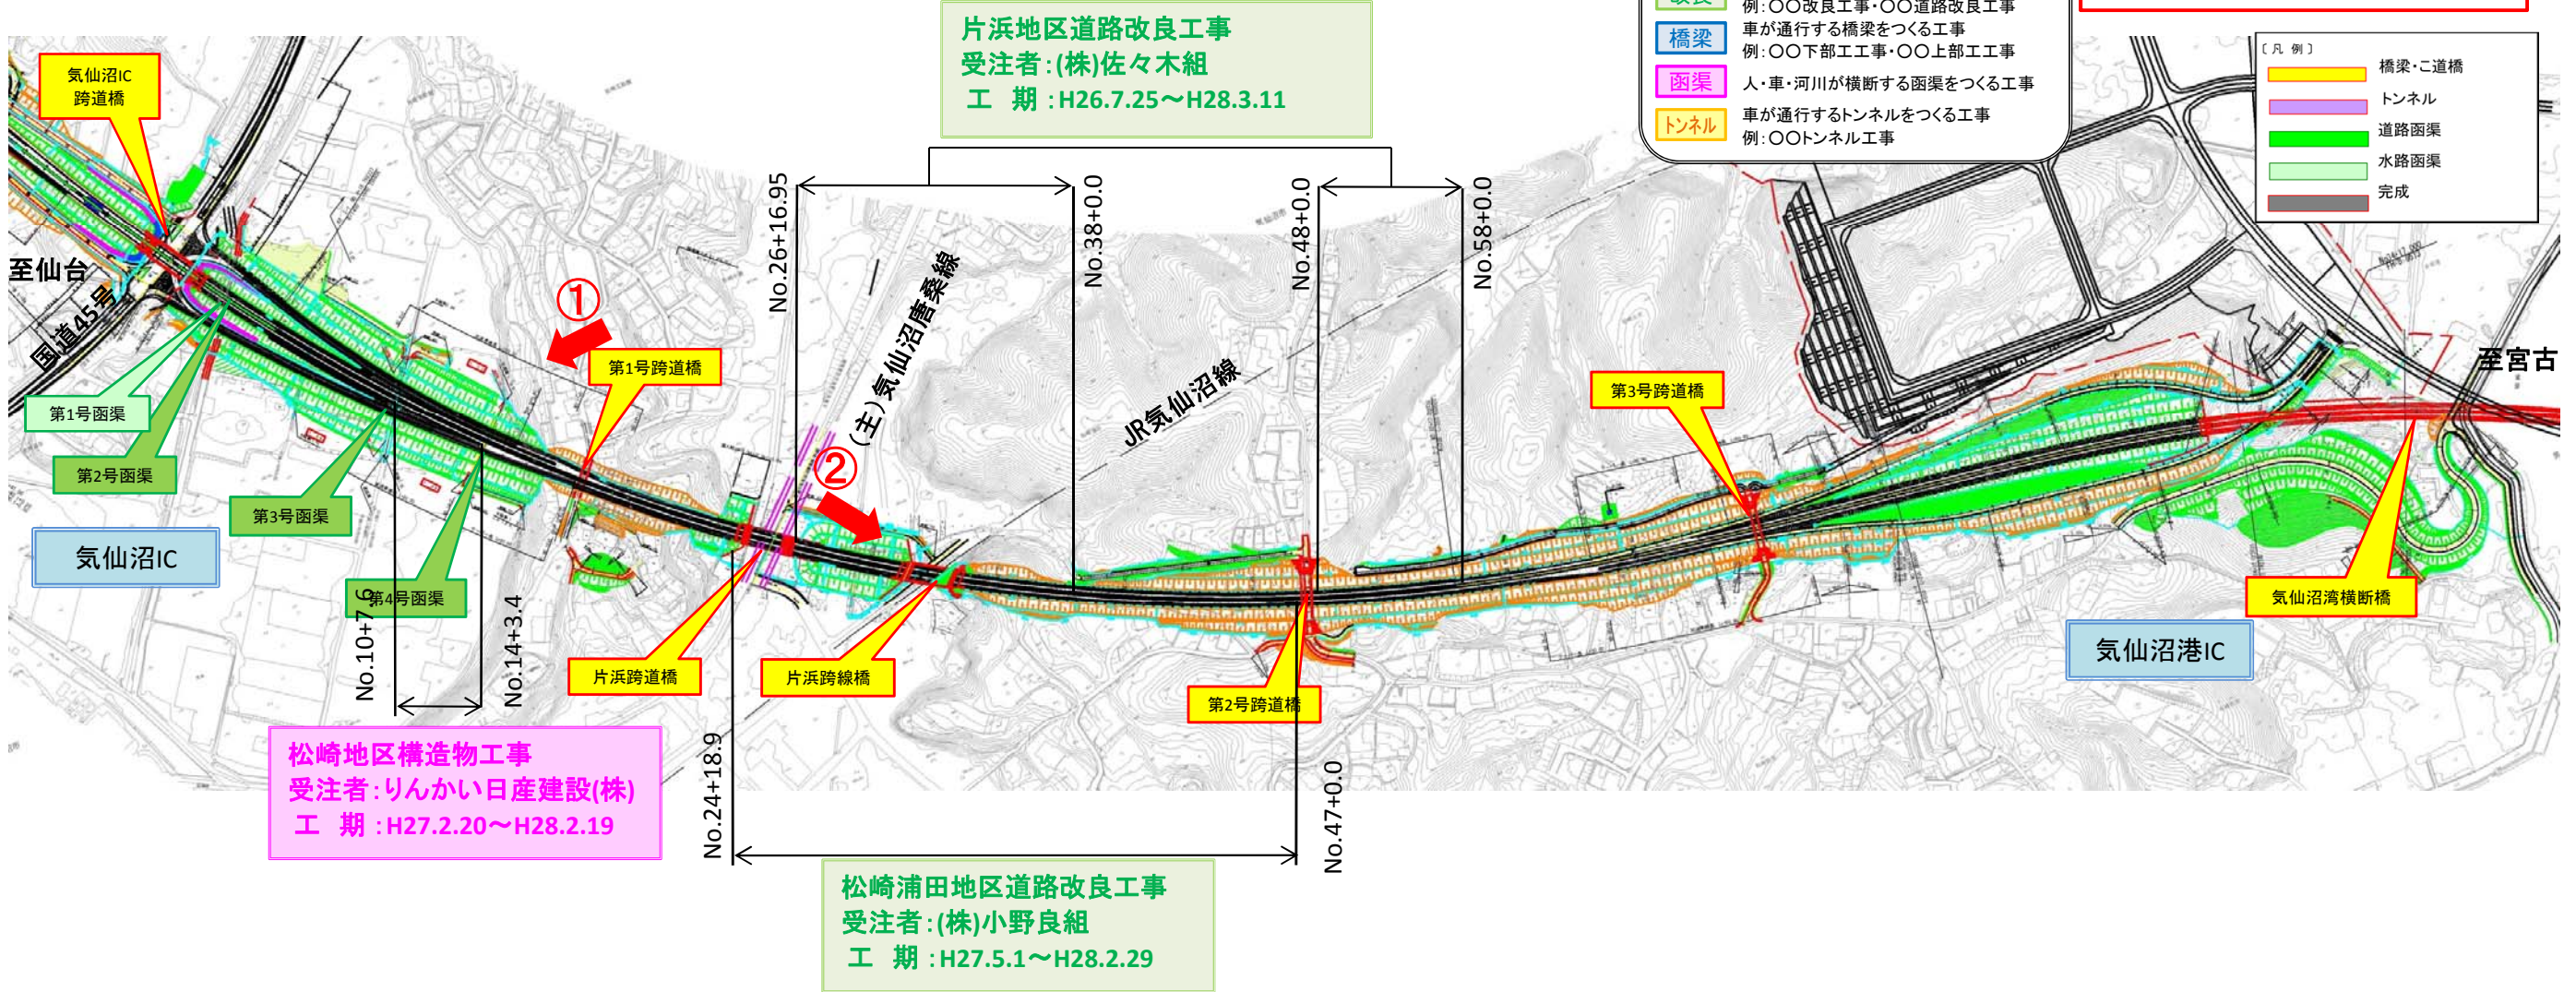 片浜地区道路改良工事
受注者：(株)佐々木組
工　期：H26.7.25～H28.3.11
例：〇〇改良工事・〇〇道路改良工事
橋梁
車が通行する橋梁をつくる工事
例：〇〇下部工工事・〇〇上部工工事
函渠
人・車・河川が横断する函渠をつくる工事
トンネル
車が通行するトンネルをつくる工事
例：〇〇トンネル工事
〔凡 例〕
橋梁・こ道橋
トンネル
道路函渠
水路函渠
完成
気仙沼IC
跨道橋
至仙台
国道45号
①
第1号跨道橋
No.26+16.95
(主)気仙沼唐桑線
②
No.38+0.0
JR気仙沼線
No.48+0.0
No.58+0.0
第3号跨道橋
至宮古
第1号函渠
第2号函渠
第3号函渠
第4号函渠
気仙沼IC
No.10+7.6
No.14+3.4
片浜跨道橋
片浜跨線橋
第2号跨道橋
気仙沼湾横断橋
気仙沼港IC
松崎地区構造物工事
受注者：りんかい日産建設(株)
工　期：H27.2.20～H28.2.19
No.24+18.9
No.47+0.0
松崎浦田地区道路改良工事
受注者：(株)小野良組
工　期：H27.5.1～H28.2.29